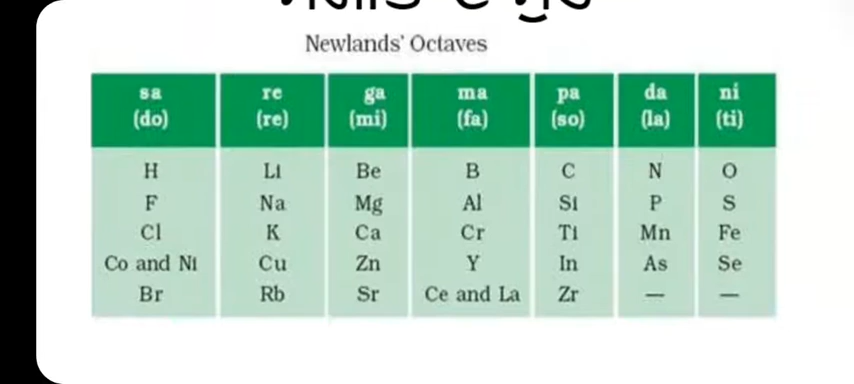 Newlands' Octaves
sa re ga ma pa da ni
(do) (re) (mi) (fa) (so) (la) (ti)
H Li Be B C N O
F Na Mg Al Si P S
Cl K Ca Cr Ti Mn Fe
Co and Ni Cu Zn Y In As Se
Br Rb Sr Ce and La Zr — —